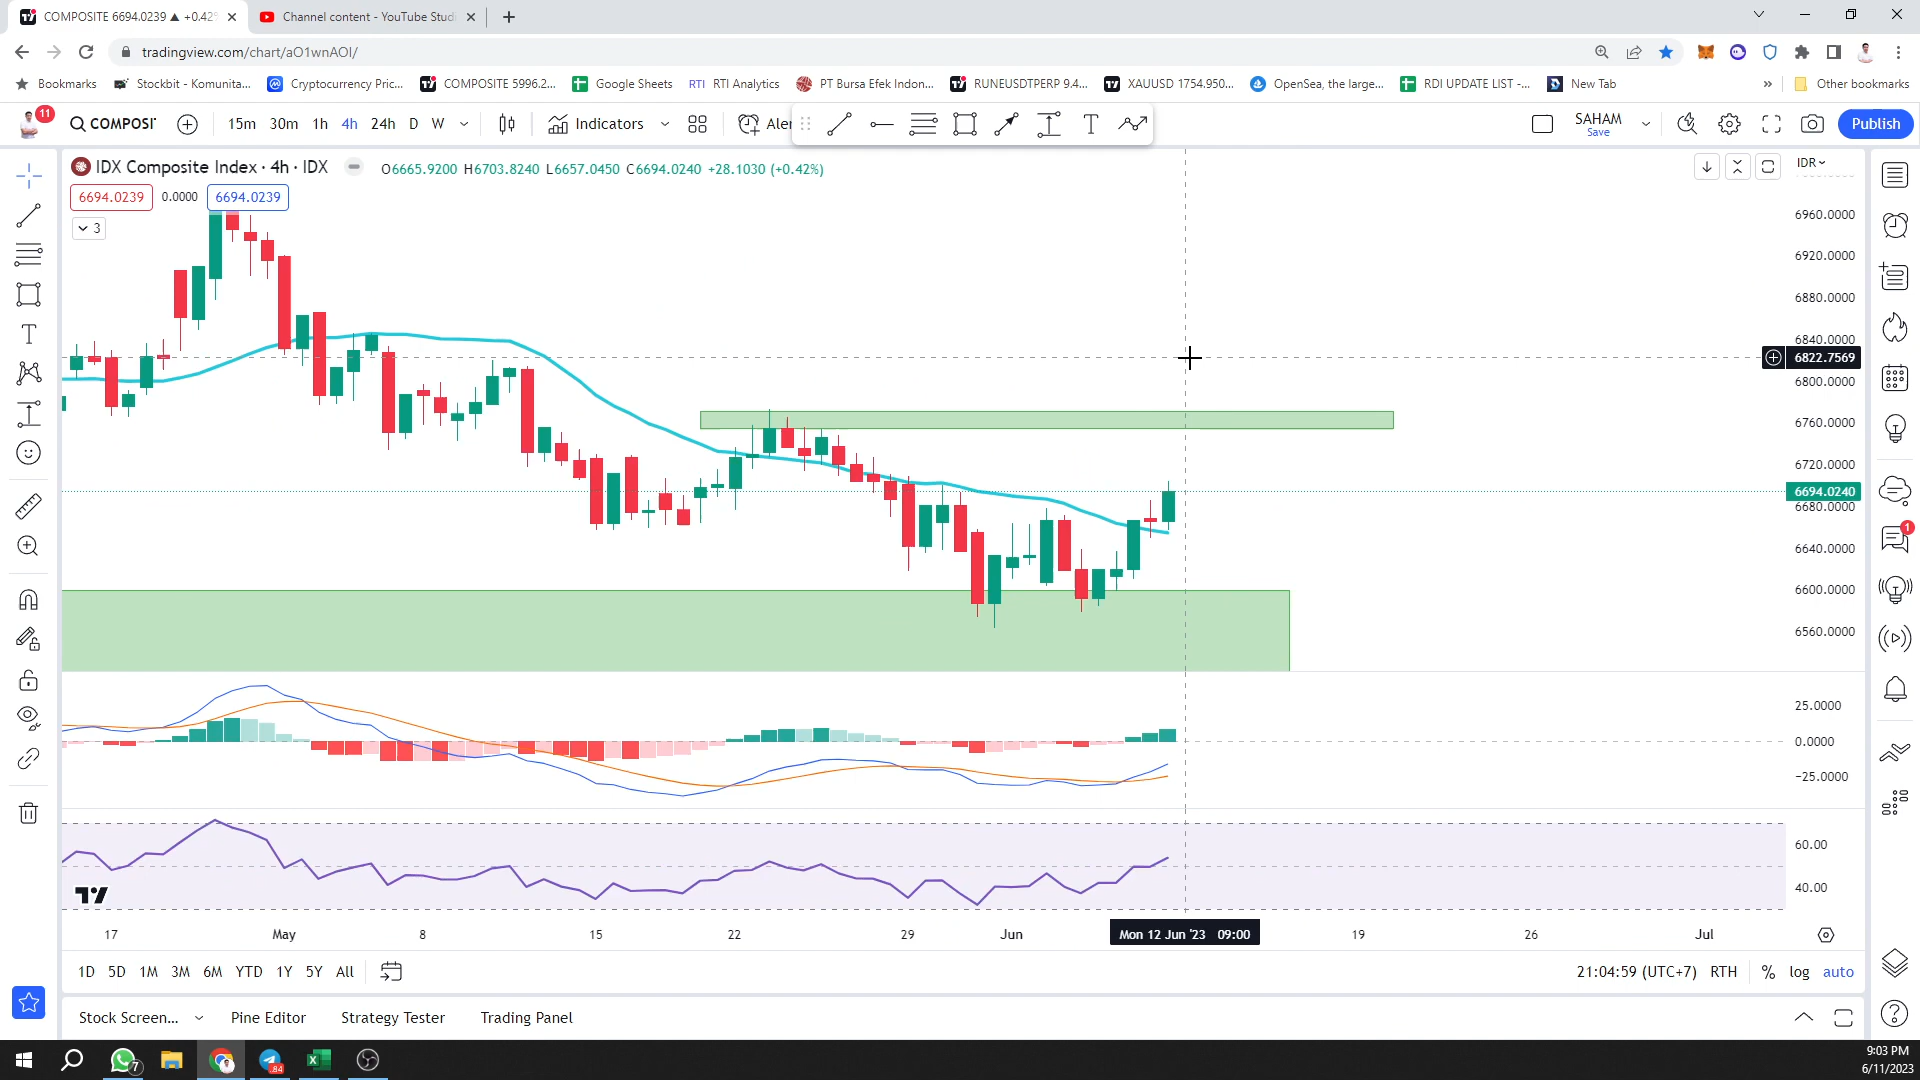 COMPOSITE 6694.0239 ▲ +0.42%
Channel content - YouTube Stud
tradingview.com/chart/aO1wnAOI/
Bookmarks
Stockbit - Komunita...
Cryptocurrency Pric...
COMPOSITE 5996.2...
Google Sheets
RTI RTI Analytics
PT Bursa Efek Indon...
RUNEUSDTPERP 9.4...
XAUUSD 1754.950...
OpenSea, the large...
RDI UPDATE LIST -...
New Tab
»
Other bookmarks
11
COMPOSI
15m 30m 1h 4h 24h D W
Indicators
Aler
T
SAHAM
Save
Publish
IDX Composite Index · 4h · IDX
O6665.9200 H6703.8240 L6657.0450 C6694.0240 +28.1030 (+0.42%)
IDR
6694.0239 0.0000 6694.0239
3
6960.0000
6920.0000
6880.0000
6840.0000
6822.7569
6800.0000
6760.0000
6720.0000
6694.0240
6680.0000
6640.0000
6600.0000
6560.0000
25.0000
0.0000
−25.0000
60.00
40.00
1
17 May 8 15 22 29 Jun Mon 12 Jun '23 09:00 19 26 Jul
1D 5D 1M 3M 6M YTD 1Y 5Y All
21:04:59 (UTC+7) RTH % log auto
Stock Screen... Pine Editor Strategy Tester Trading Panel
7
84
9:03 PM
6/11/2023